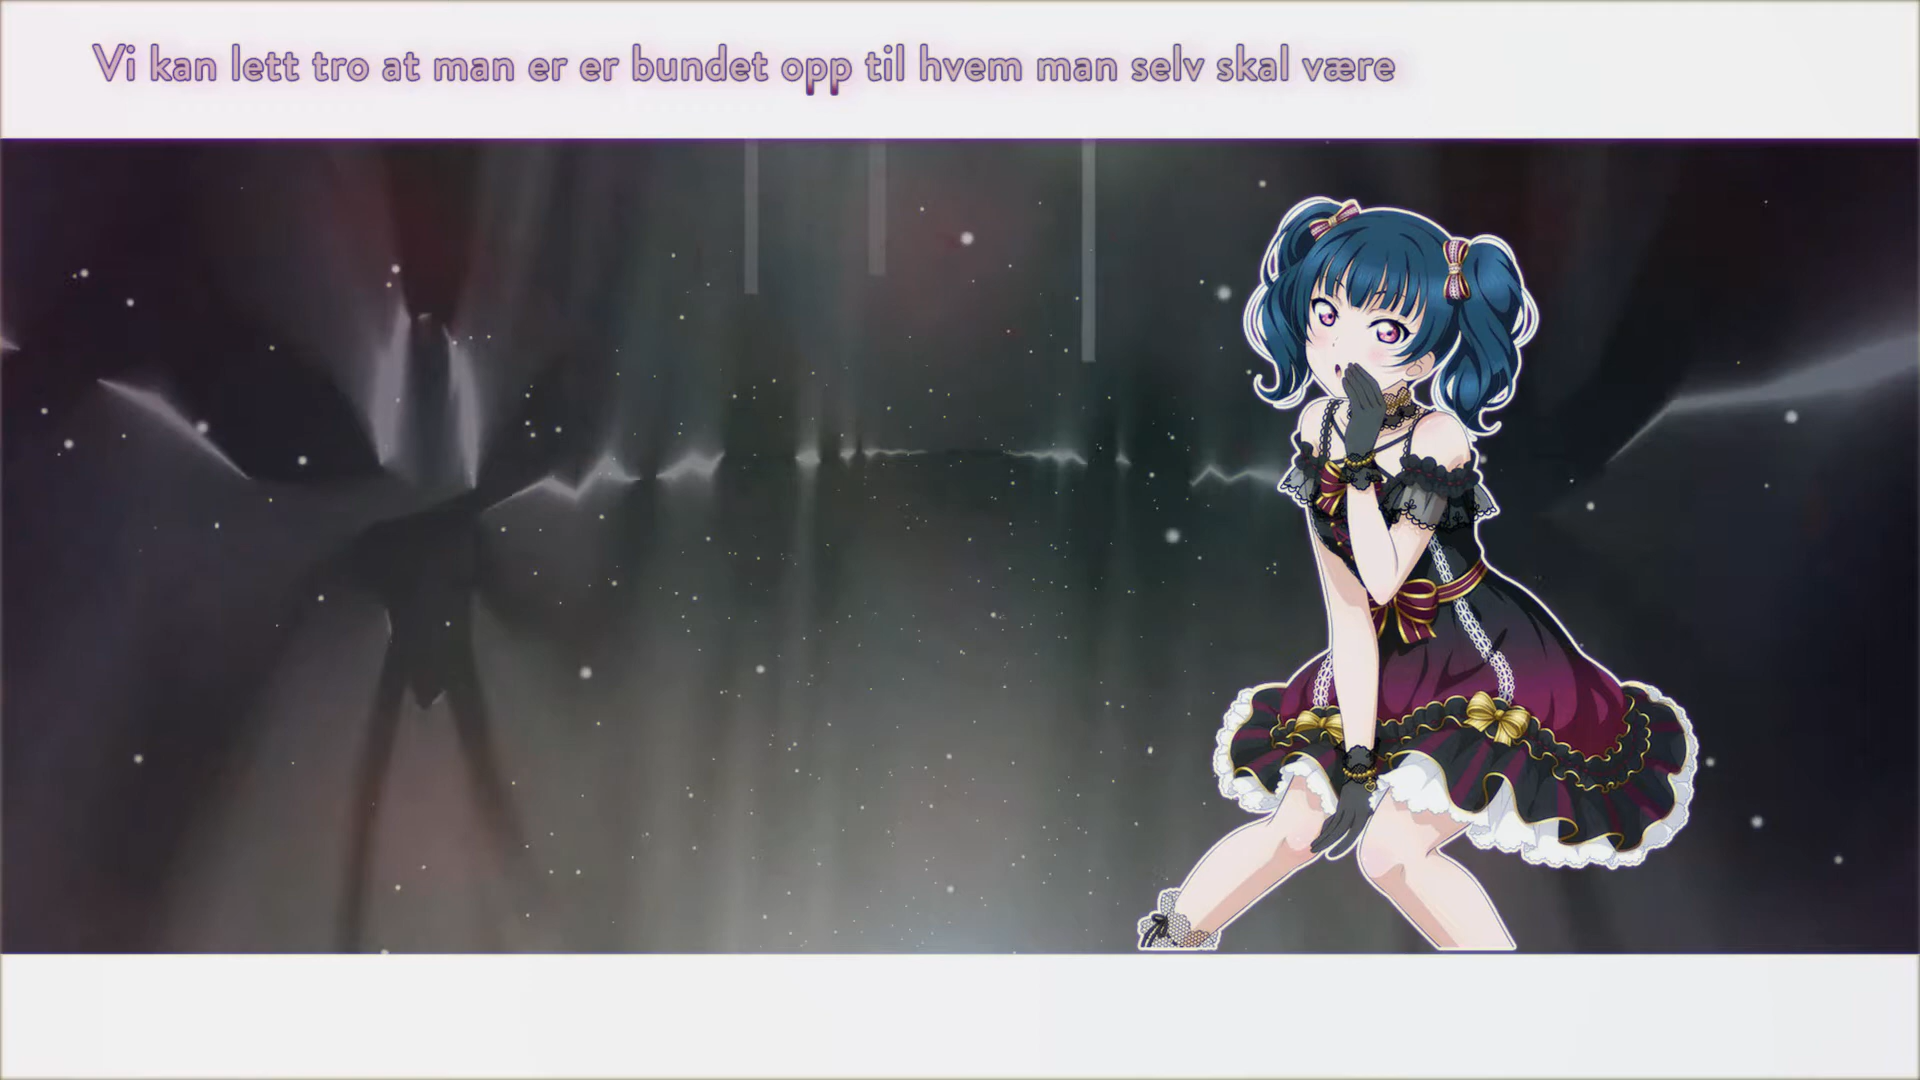 Vi kan lett tro at man er er bundet opp til hvem man selv skal være